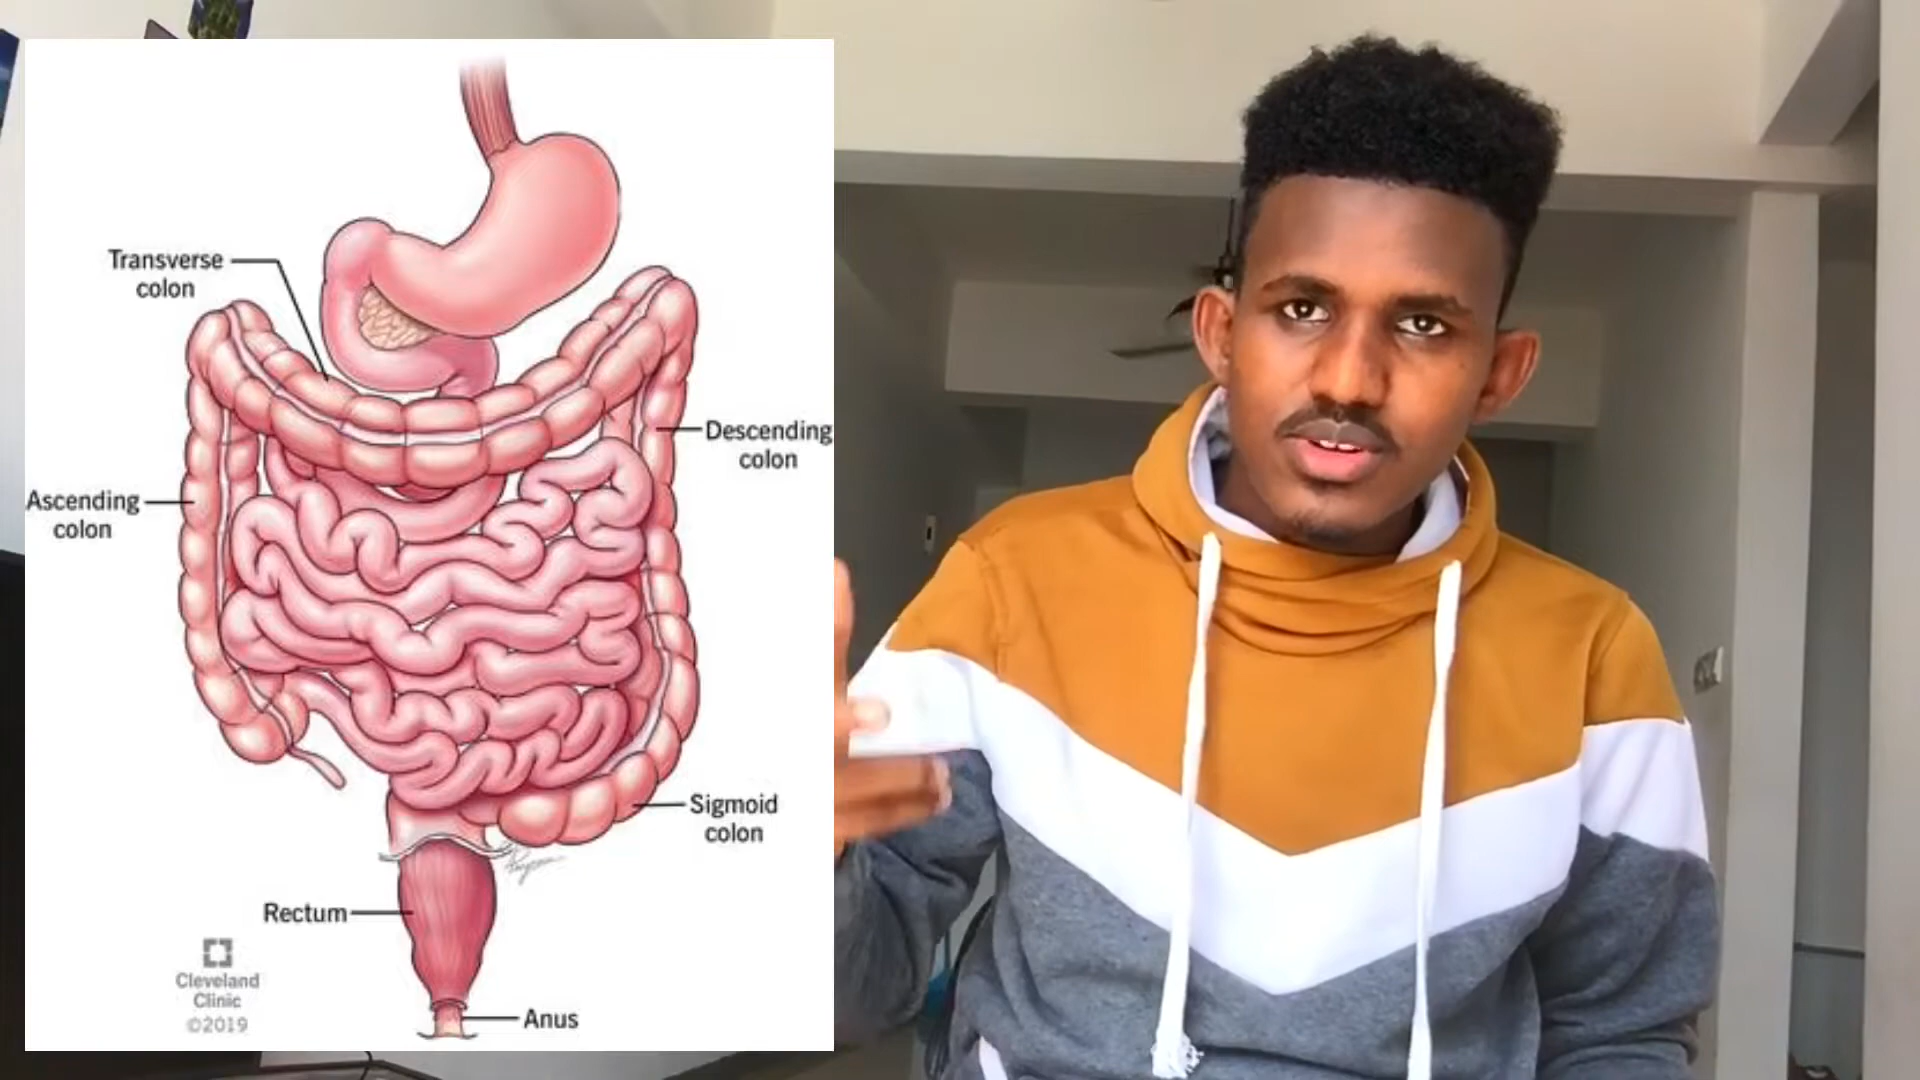 Transverse
colon
Descending
colon
Ascending
colon
Sigmoid
colon
Rectum
Cleveland
Clinic
©2019
Anus